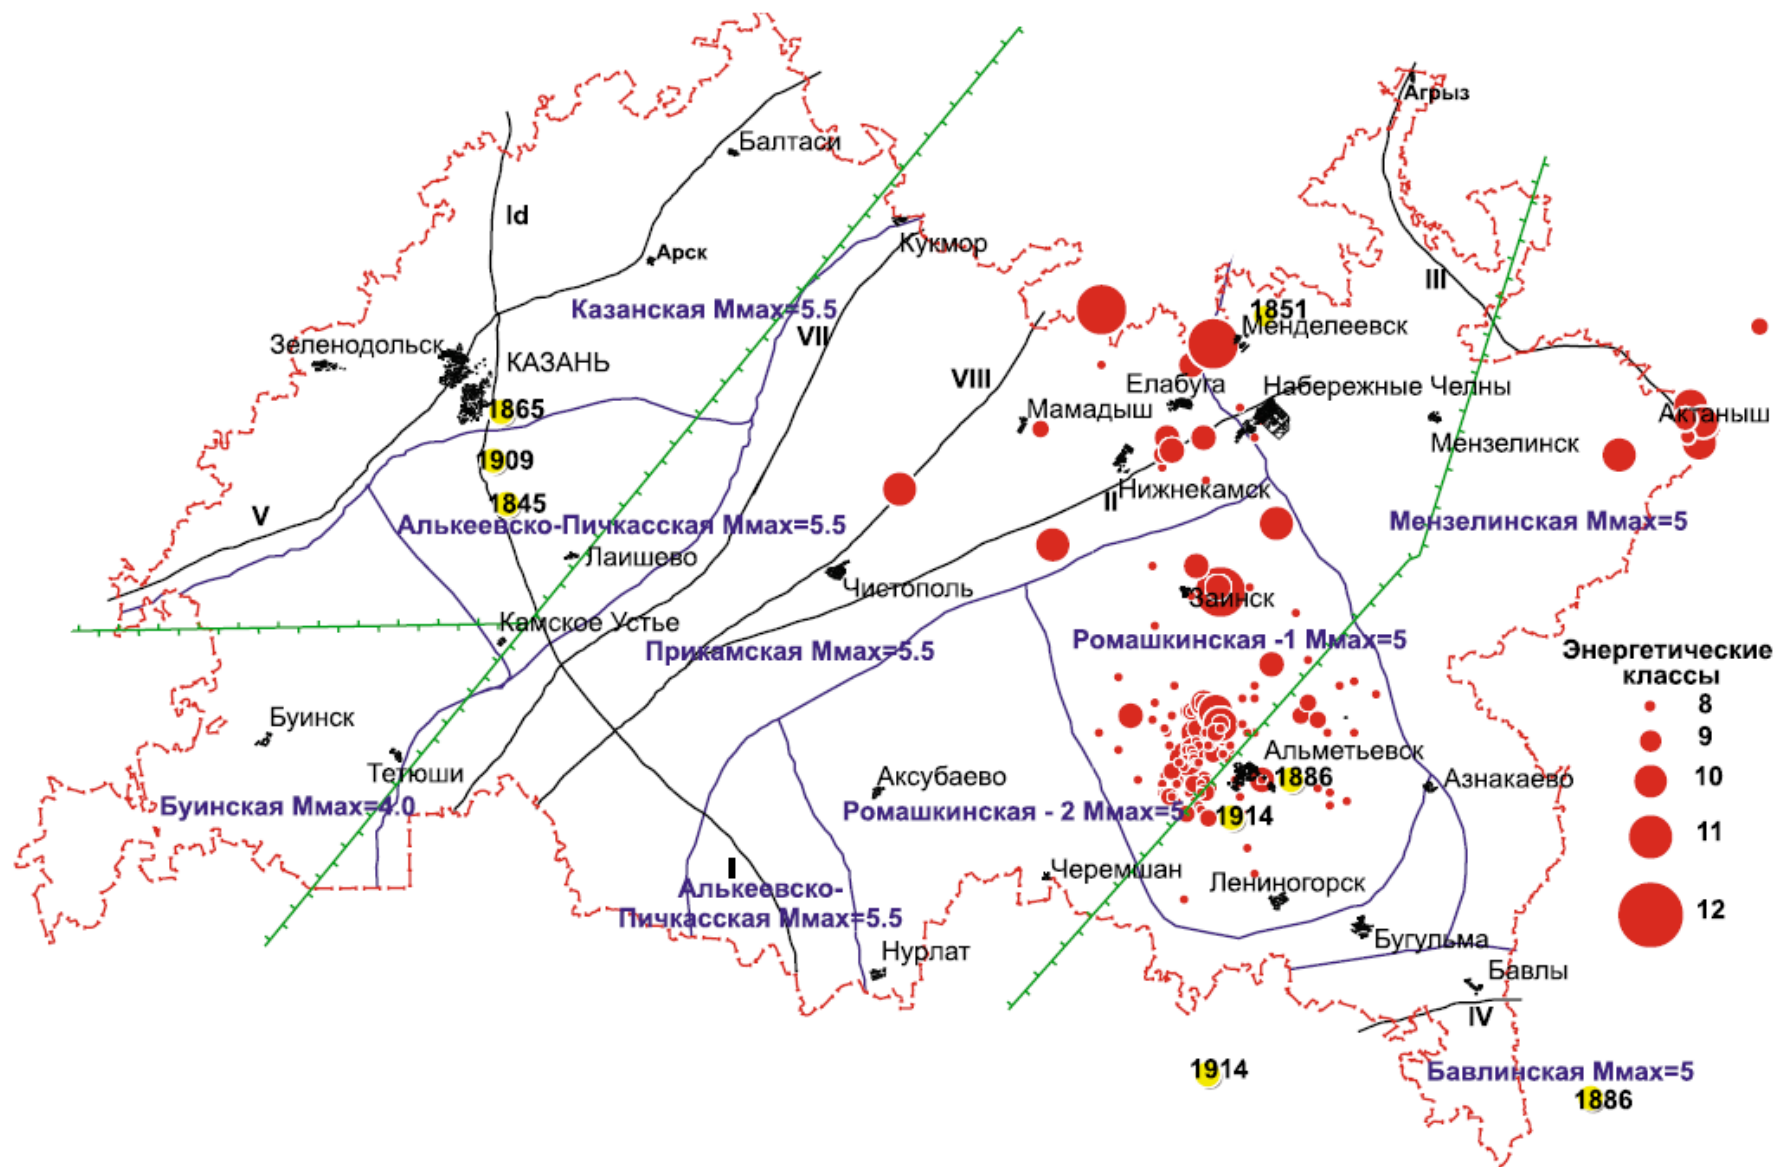 Агрыз
Балтаси
Id
Кукмор
Арск
III
Казанская Ммах=5.5
1851
Менделеевск
VII
Зеленодольск
КАЗАНЬ
VIII
Елабуга
Набережные Челны
1865
Мамадыш
Актаныш
Мензелинск
1909
Нижнекамск
II
1845
V
Алькеевско-Пичкасская Ммах=5.5
Мензелинская Ммах=5
Лаишево
Чистополь
Заинск
Камское Устье
Прикамская Ммах=5.5
Ромашкинская -1 Ммах=5
Энергетические
классы
8
9
10
11
12
Буинск
Тетюши
Альметьевск
1886
Азнакаево
Аксубаево
Буинская Ммах=4.0
Ромашкинская - 2 Ммах=5
1914
I
Черемшан
Лениногорск
Алькеевско-
Пичкасская Ммах=5.5
Нурлат
Бугульма
Бавлы
IV
1914
Бавлинская Ммах=5
1886